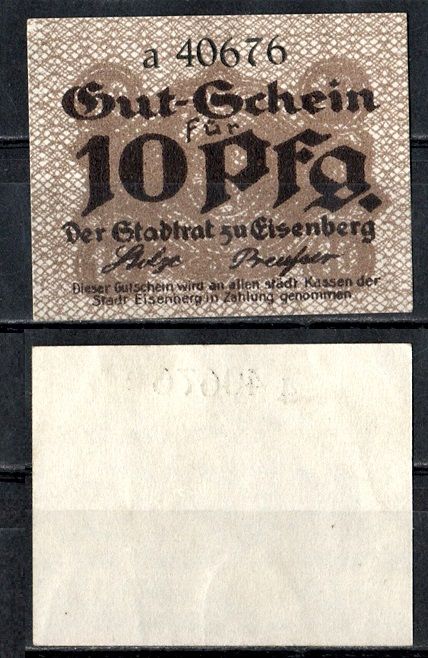 a 40676
Gut-Schein
Für
10 Pfg.
Der Stadtrat zu Eisenberg
Dieser Gutschein wird an allen städt Kassen der
Stadt Eisenberg in Zahlung genommen